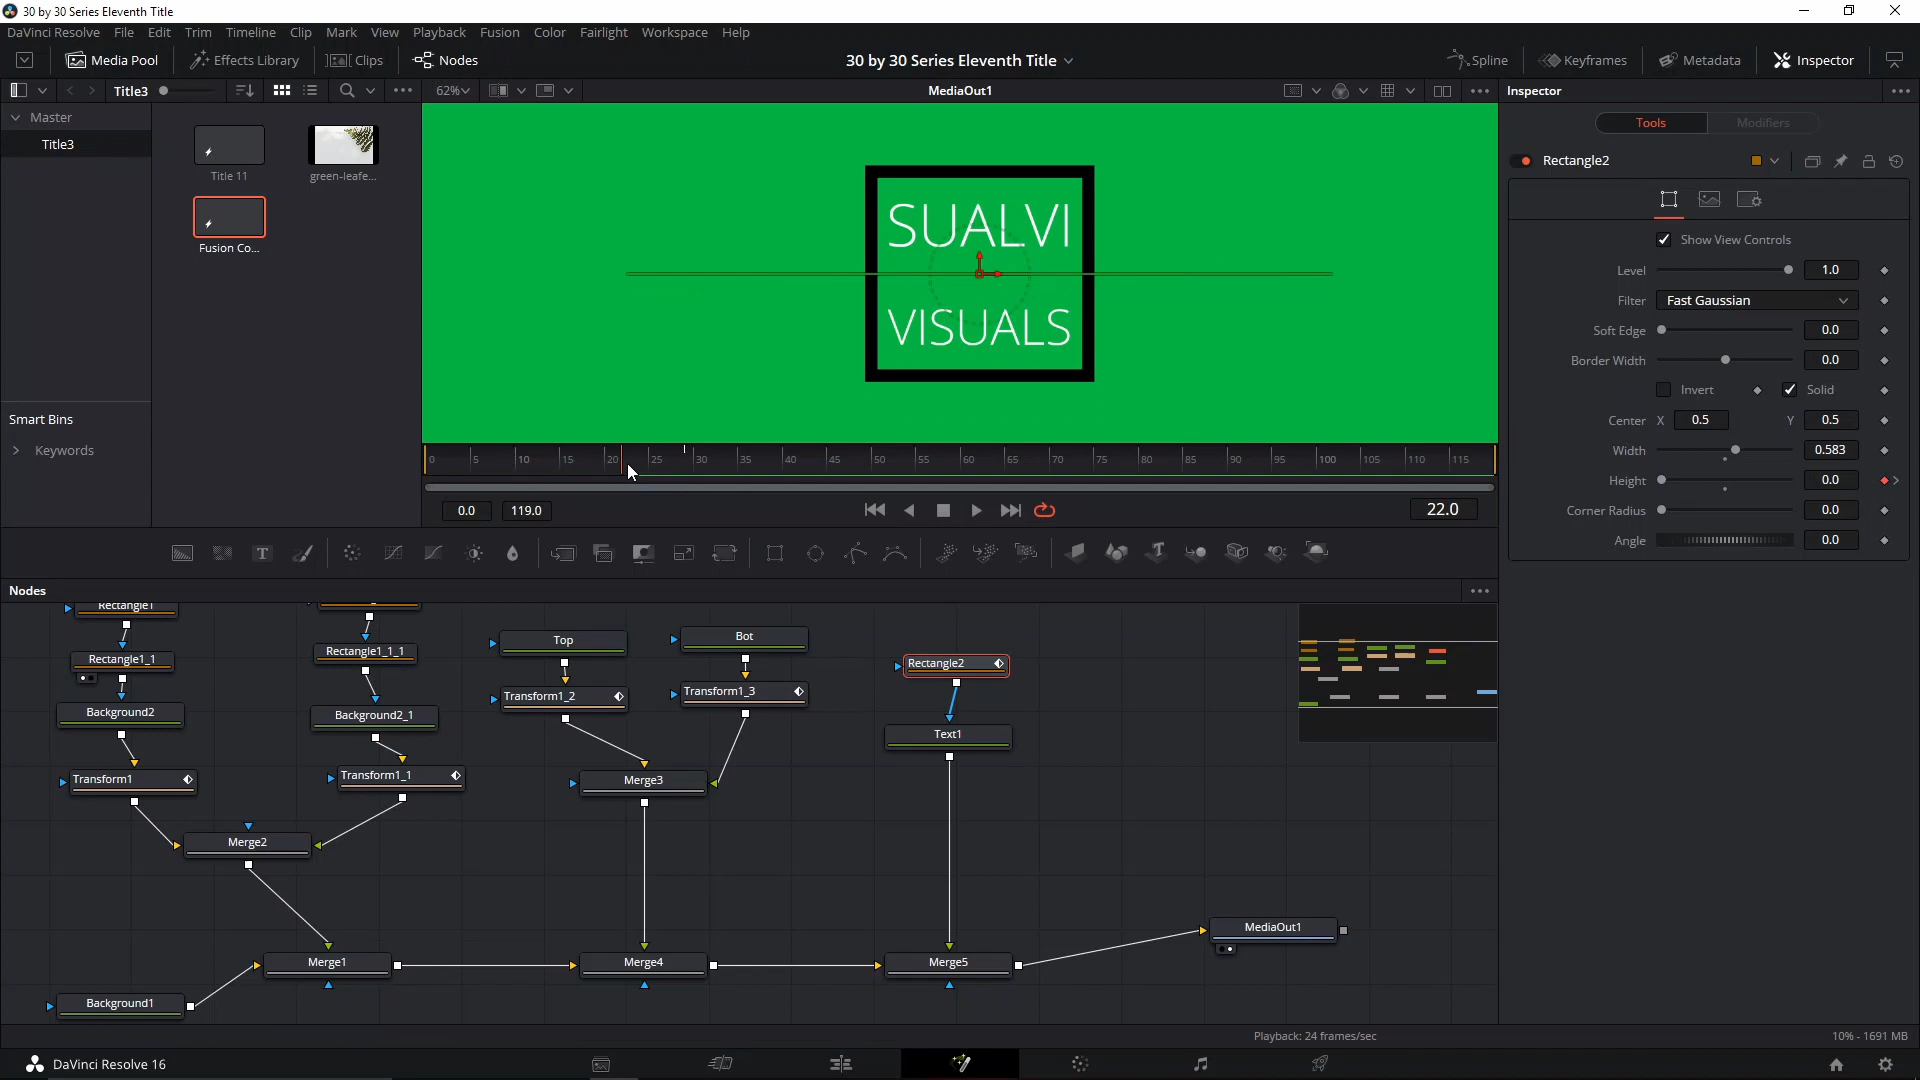 30 by 30 Series Eleventh Title
DaVinci Resolve File Edit Trim Timeline Clip Mark View Playback Fusion Color Fairlight Workspace Help
Media Pool Effects Library Clips Nodes 30 by 30 Series Eleventh Title Spline Keyframes Metadata Inspector
Title3 62% MediaOut1 Inspector
Master
Title3
Title 11 green-leafe...
Fusion Co...
Smart Bins
Keywords
SUALVI
VISUALS
0 5 10 15 20 25 30 35 40 45 50 55 60 65 70 75 80 85 90 95 100 105 110 115
0.0 119.0 22.0
Tools Modifiers
Rectangle2
Show View Controls
Level 1.0
Filter Fast Gaussian
Soft Edge 0.0
Border Width 0.0
Invert Solid
Center X 0.5 Y 0.5
Width 0.583
Height 0.0
Corner Radius 0.0
Angle 0.0
Nodes
Rectangle1
Top Bot
Rectangle1_1 Rectangle1_1_1 Rectangle2
Transform1_2 Transform1_3
Background2 Background2_1 Text1
Transform1 Transform1_1 Merge3
Merge2
MediaOut1
Merge1 Merge4 Merge5
Background1
Playback: 24 frames/sec 10% - 1691 MB
DaVinci Resolve 16